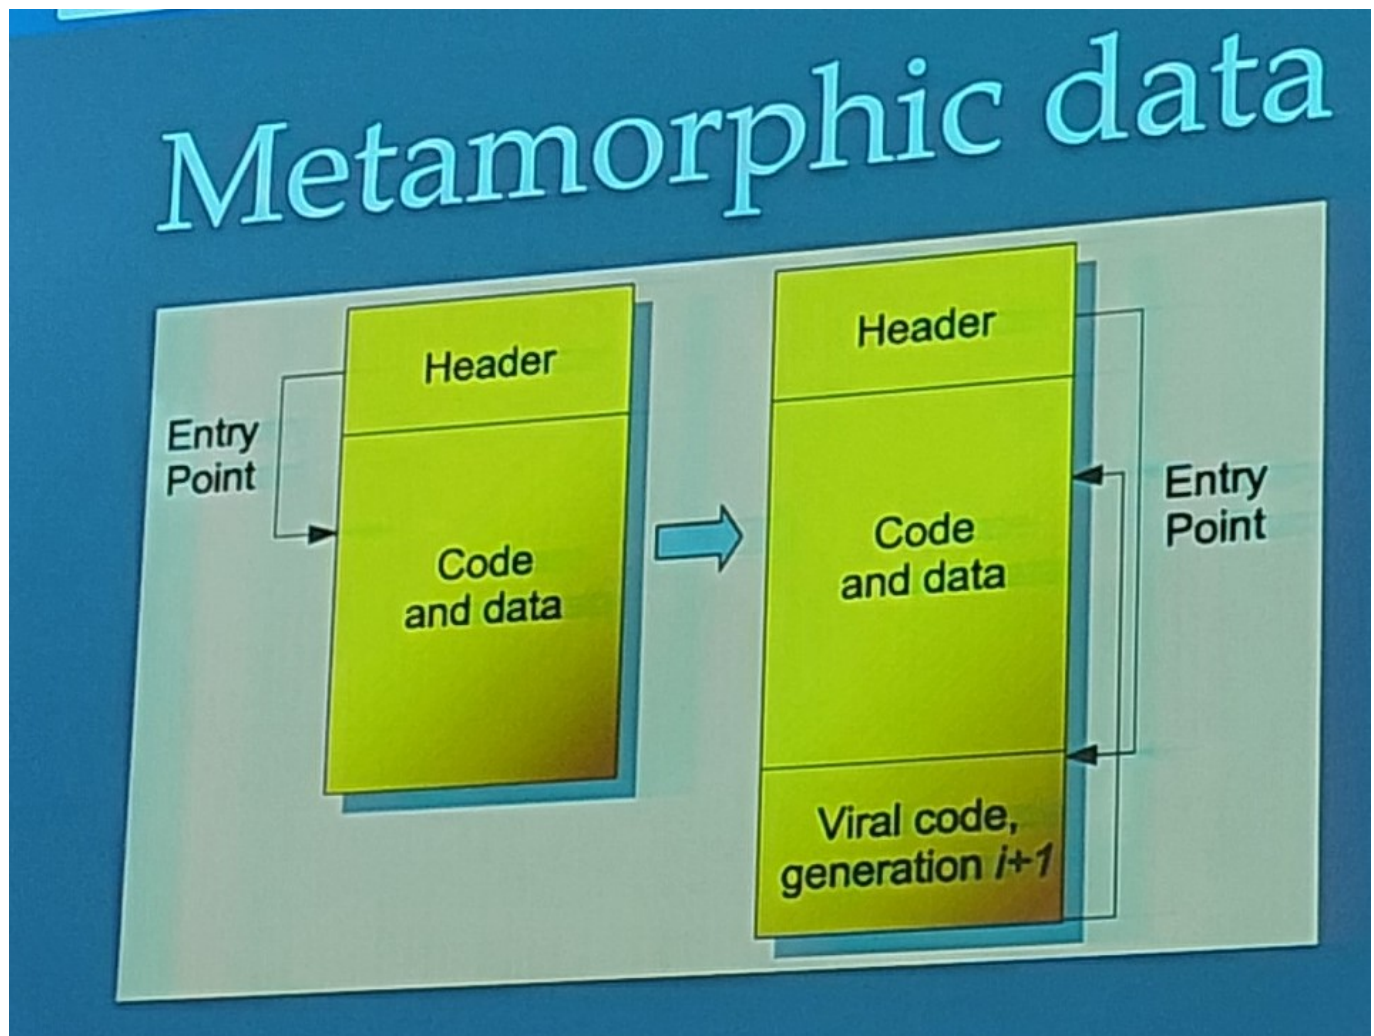 Metamorphic data
Header
Entry
Point
Code
and data
Header
Entry
Point
Code
and data
Viral code,
generation i+1